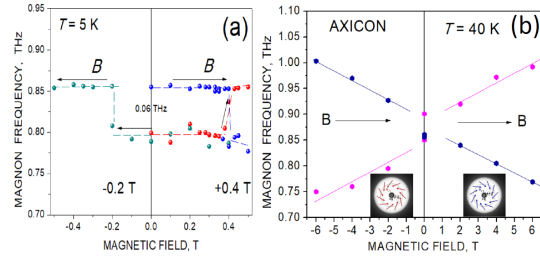 T = 5 K (a)
B B
0.06 THz
-0.2 T +0.4 T
MAGNON FREQUENCY, THz
0.90
0.85
0.80
0.75
0.70
-0.4 -0.2 0.0 0.2 0.4
MAGNETIC FIELD, T
AXICON T = 40 K (b)
B B
MAGNON FREQUENCY, THz
1.10
1.05
1.00
0.95
0.90
0.85
0.80
0.75
0.70
-6 -4 -2 0 2 4 6
MAGNETIC FIELD, T